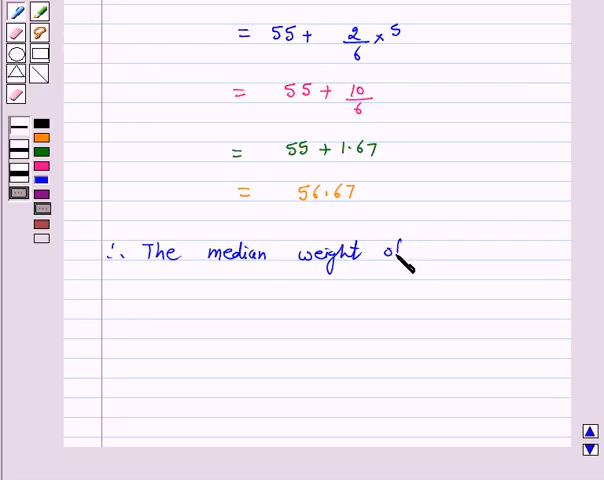 = 55 + 2/6 × 5
= 55 + 10/6
= 55 + 1.67
= 56.67
∴ The median weight of